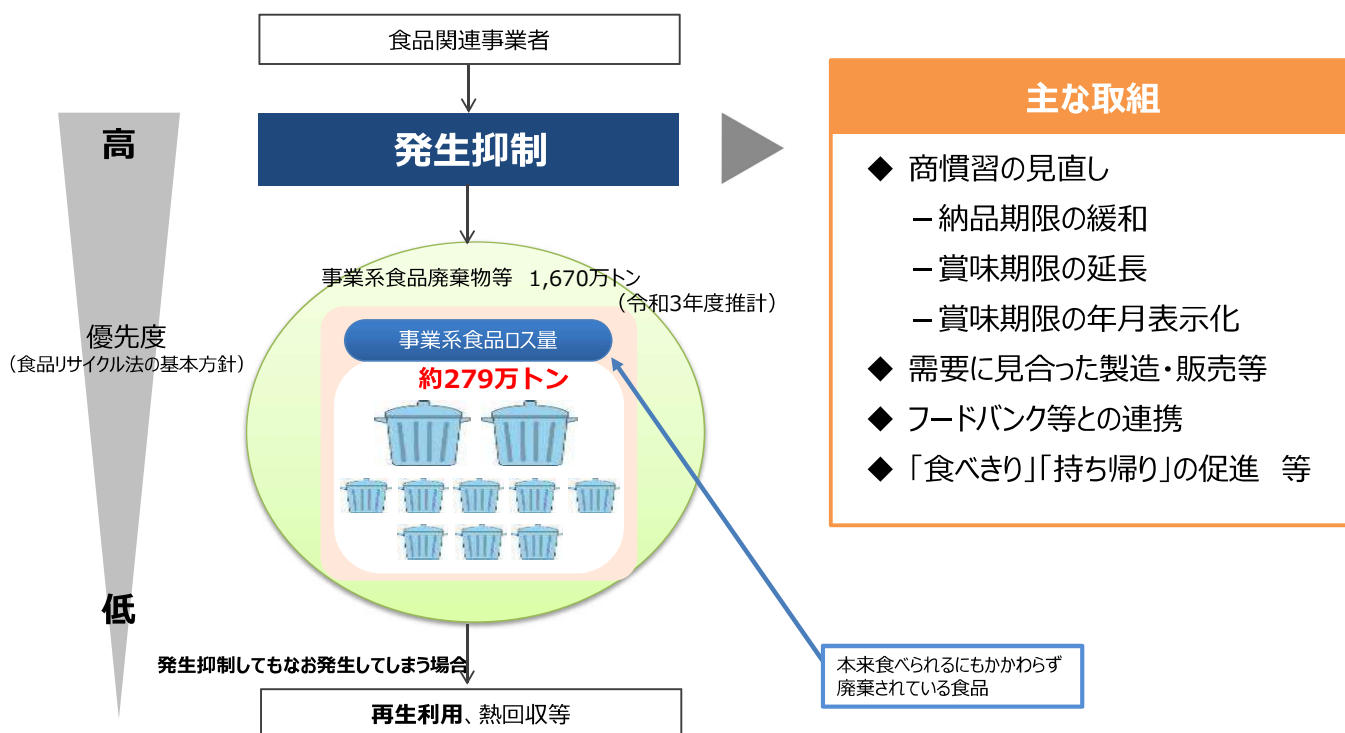 食品関連事業者
高
発生抑制
事業系食品廃棄物等 1,670万トン
（令和3年度推計）
事業系食品ロス量
約279万トン
優先度
（食品リサイクル法の基本方針）
低
発生抑制してもなお発生してしまう場合
再生利用、熱回収等
主な取組
◆ 商慣習の見直し
－納品期限の緩和
－賞味期限の延長
－賞味期限の年月表示化
◆ 需要に見合った製造・販売等
◆ フードバンク等との連携
◆ 「食べきり」「持ち帰り」の促進 等
本来食べられるにもかかわらず
廃棄されている食品